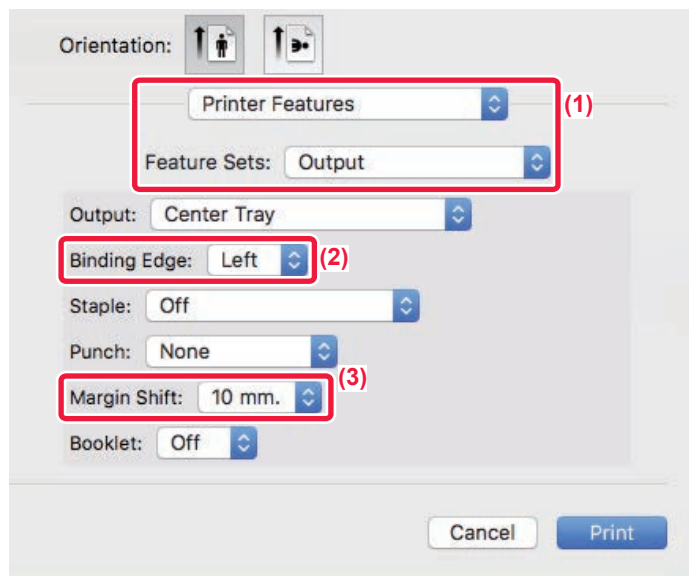 Orientation:
Printer Features
(1)
Feature Sets: Output
Output: Center Tray
Binding Edge: Left
(2)
Staple: Off
Punch: None
(3)
Margin Shift: 10 mm.
Booklet: Off
Cancel Print